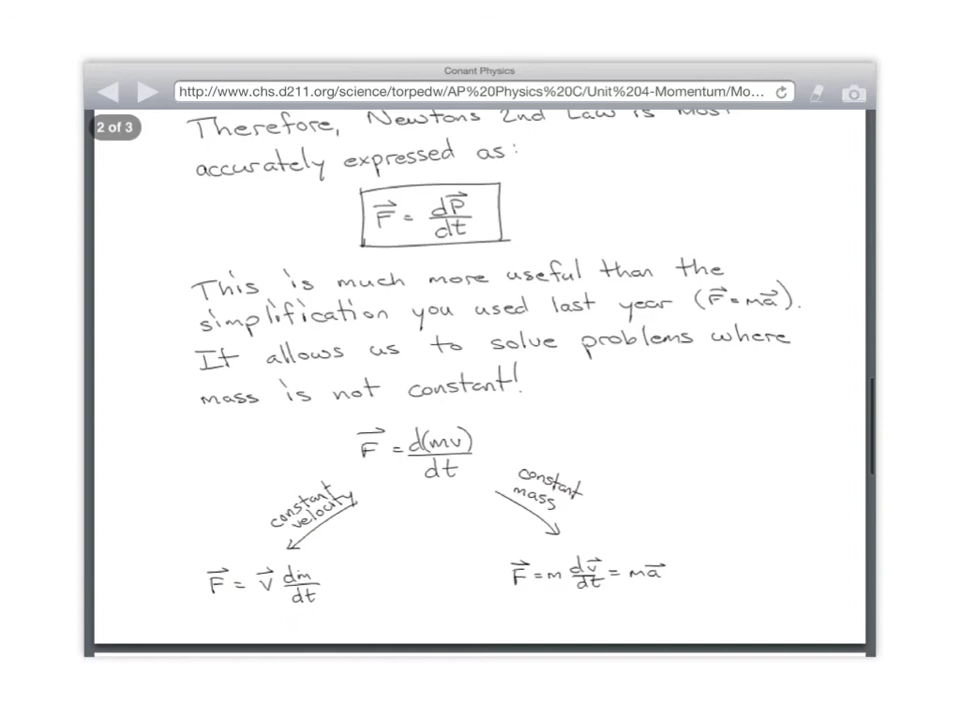 Conant Physics
http://www.chs.d211.org/science/torpedw/AP%20Physics%20C/Unit%204-Momentum/Mo...
2 of 3
Therefore, Newtons 2nd Law is Most
accurately expressed as:
F⃗ = dP⃗/dt
This is much more useful than the
simplification you used last year (F⃗=ma⃗).
It allows us to solve problems where
mass is not constant!
F⃗ = d(mv)/dt
constant velocity
constant mass
F⃗ = v⃗ dm/dt
F⃗ = m dv⃗/dt = ma⃗